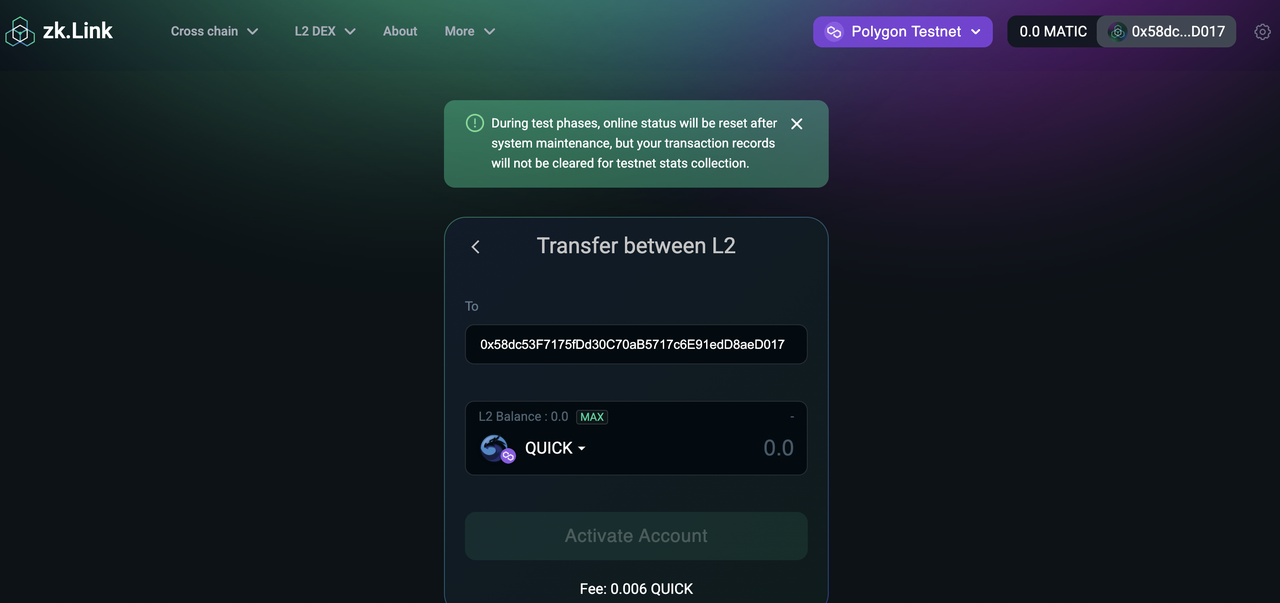 zk.Link
Cross chain
L2 DEX
About
More
Polygon Testnet
0.0 MATIC
0x58dc...D017
During test phases, online status will be reset after
system maintenance, but your transaction records
will not be cleared for testnet stats collection.
Transfer between L2
To
0x58dc53F7175fDd30C70aB5717c6E91edD8aeD017
L2 Balance : 0.0 MAX -
QUICK 0.0
Activate Account
Fee: 0.006 QUICK